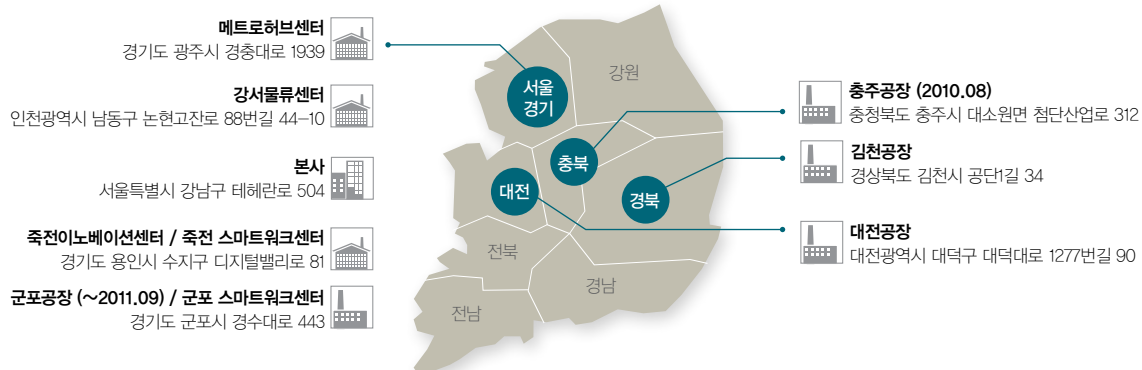 메트로허브센터
경기도 광주시 경충대로 1939
강서물류센터
인천광역시 남동구 논현고잔로 88번길 44-10
본사
서울특별시 강남구 테헤란로 504
죽전이노베이션센터 / 죽전 스마트워크센터
경기도 용인시 수지구 디지털밸리로 81
군포공장 (~2011.09) / 군포 스마트워크센터
경기도 군포시 경수대로 443
서울
경기
강원
충북
대전
경북
전북
경남
전남
충주공장 (2010.08)
충청북도 충주시 대소원면 첨단산업로 312
김천공장
경상북도 김천시 공단1길 34
대전공장
대전광역시 대덕구 대덕대로 1277번길 90